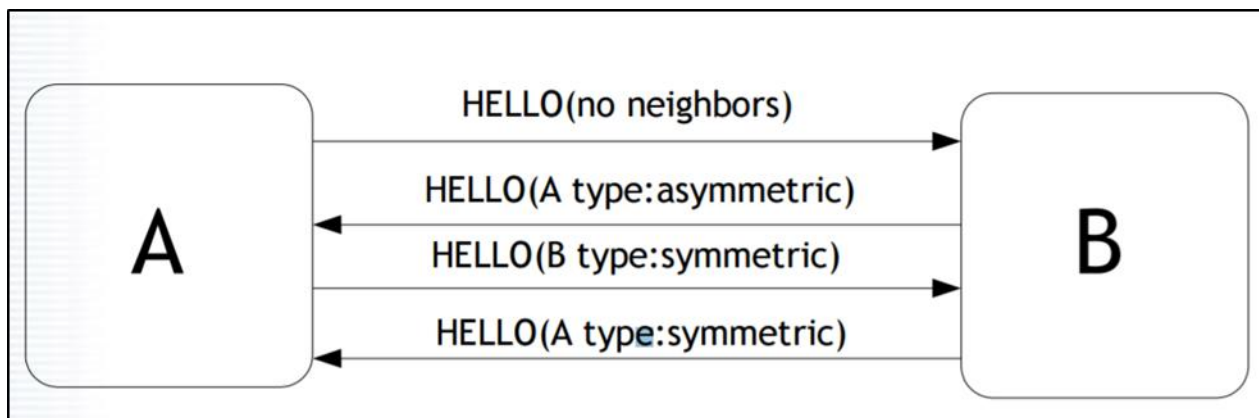 HELLO(no neighbors)
HELLO(A type:asymmetric)
A
B
HELLO(B type:symmetric)
HELLO(A type:symmetric)